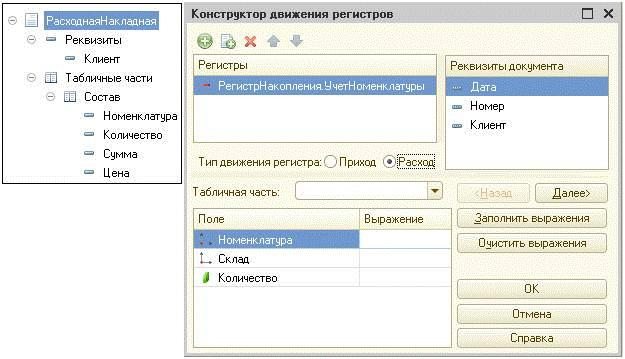 РасходнаяНакладная
Реквизиты
Клиент
Табличные части
Состав
Номенклатура
Количество
Сумма
Цена
Конструктор движения регистров
Регистры
РегистрНакопления.УчетНоменклатуры
Реквизиты документа
Дата
Номер
Клиент
Тип движения регистра: Приход Расход
Табличная часть:
<Назад Далее>
Поле Выражение
Номенклатура
Склад
Количество
Заполнить выражения
Очистить выражения
OK
Отмена
Справка